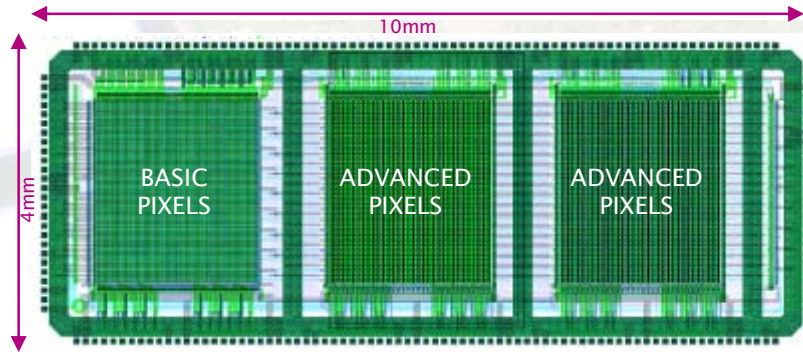 10mm
4mm
BASIC
PIXELS
ADVANCED
PIXELS
ADVANCED
PIXELS